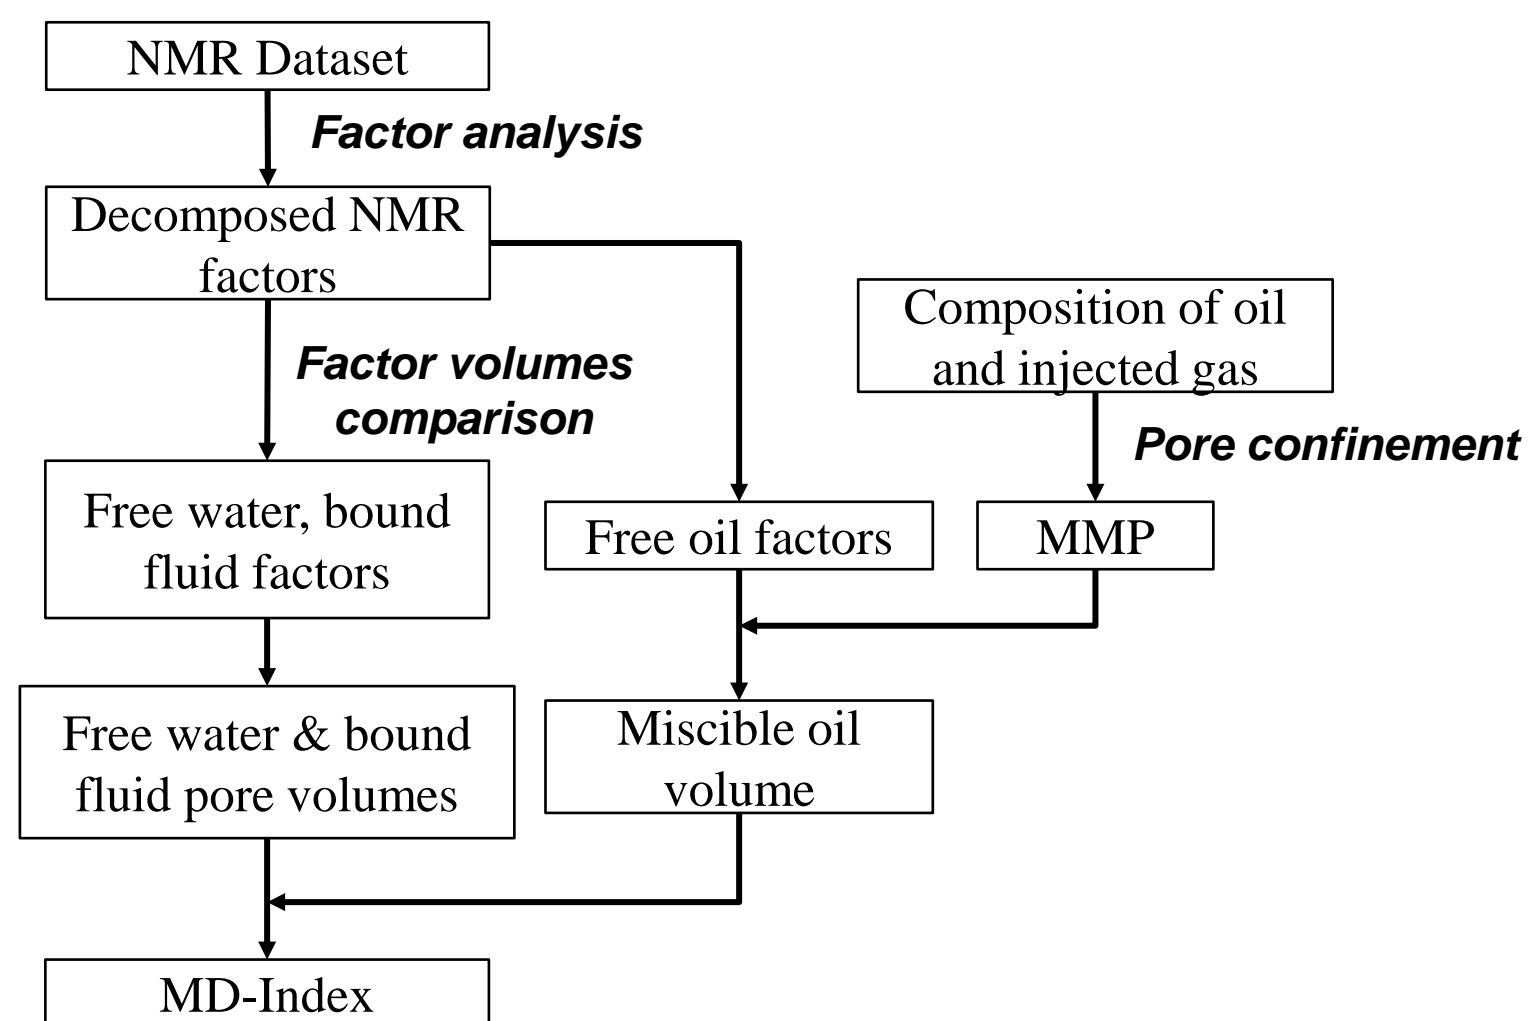 NMR Dataset
Factor analysis
Decomposed NMR
factors
Composition of oil
and injected gas
Factor volumes
comparison
Pore confinement
Free water, bound
fluid factors
Free oil factors
MMP
Free water & bound
fluid pore volumes
Miscible oil
volume
MD-Index